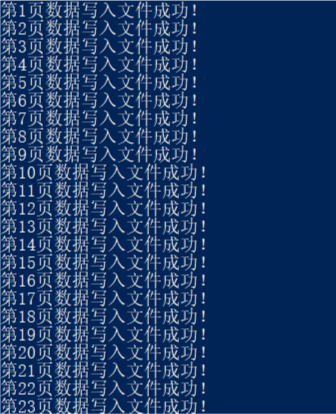 第1页数据写入文件成功!
第2页数据写入文件成功!
第3页数据写入文件成功!
第4页数据写入文件成功!
第5页数据写入文件成功!
第6页数据写入文件成功!
第7页数据写入文件成功!
第8页数据写入文件成功!
第9页数据写入文件成功!
第10页数据写入文件成功!
第11页数据写入文件成功!
第12页数据写入文件成功!
第13页数据写入文件成功!
第14页数据写入文件成功!
第15页数据写入文件成功!
第16页数据写入文件成功!
第17页数据写入文件成功!
第18页数据写入文件成功!
第19页数据写入文件成功!
第20页数据写入文件成功!
第21页数据写入文件成功!
第22页数据写入文件成功!
第23页数据写入文件成功!